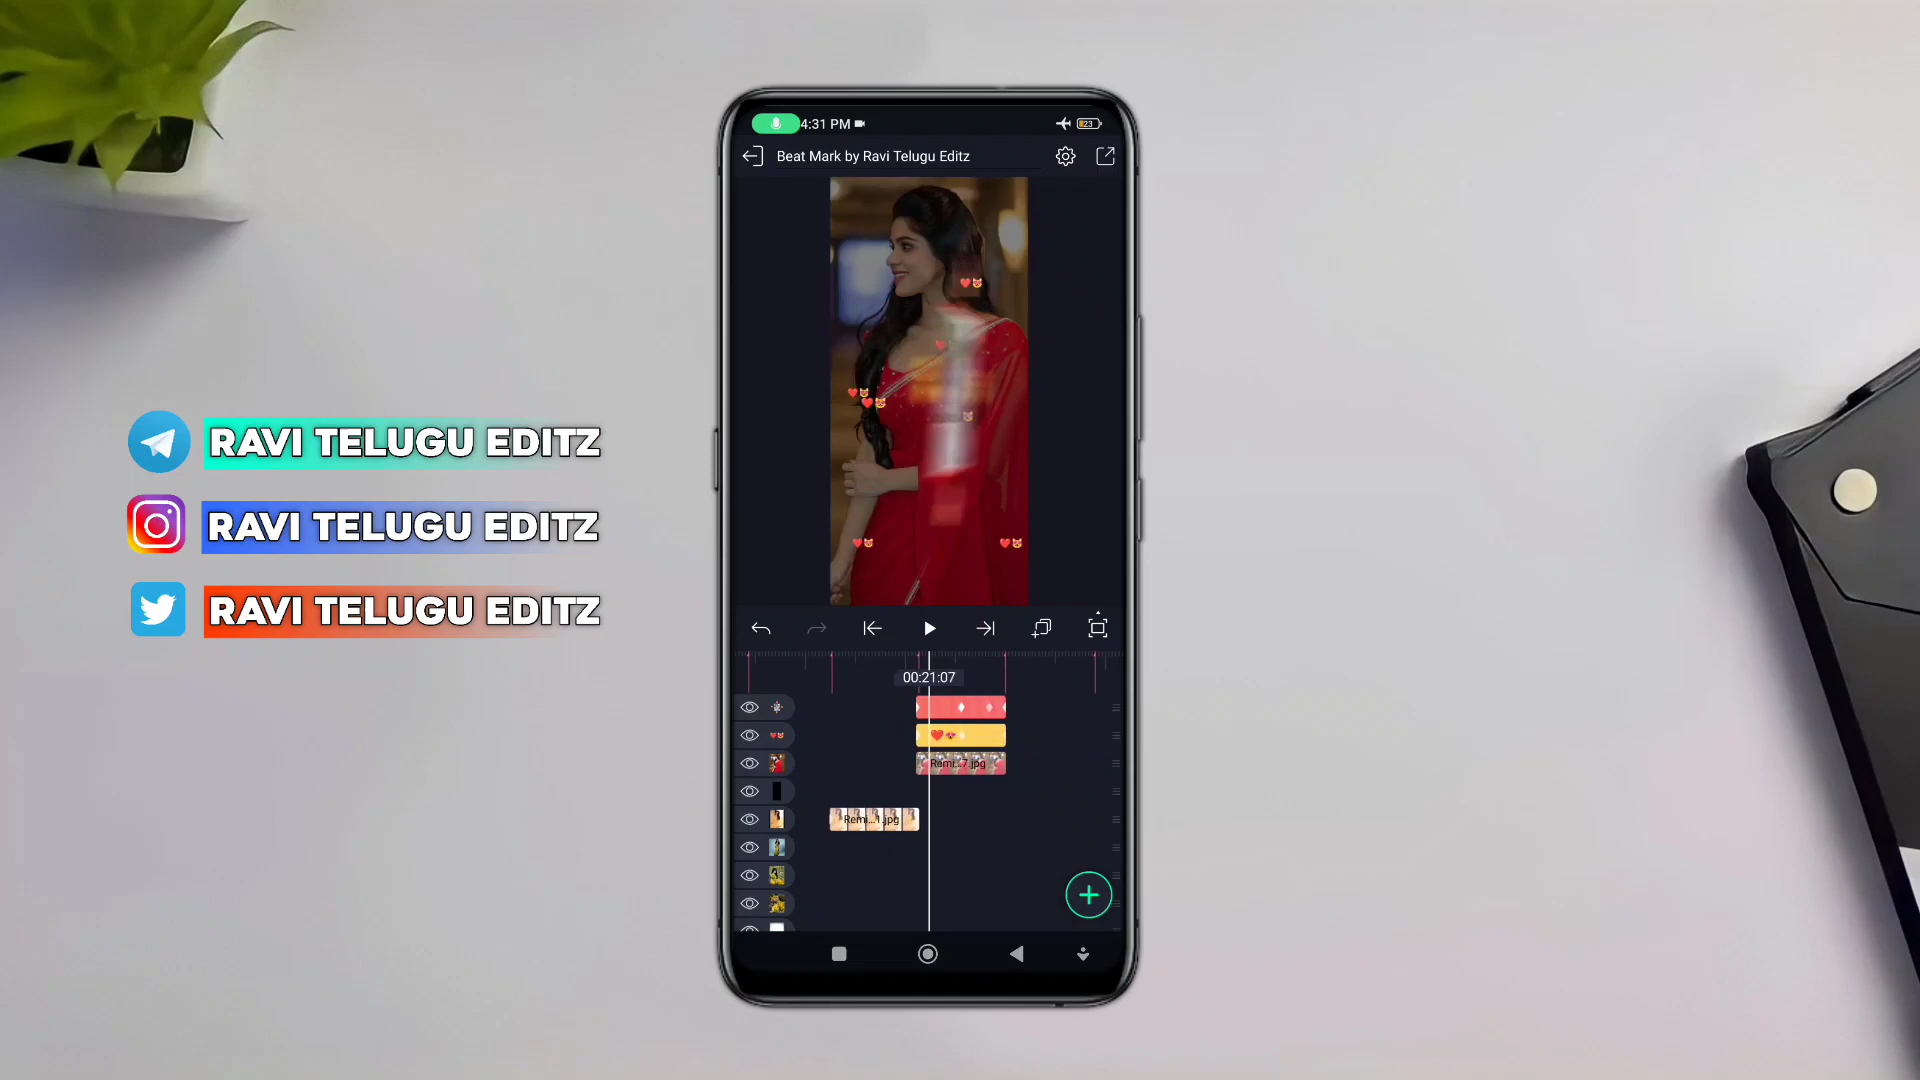 4:31 PM
23
Beat Mark by Ravi Telugu Editz
RAVI TELUGU EDITZ
RAVI TELUGU EDITZ
RAVI TELUGU EDITZ
00:21:07
Remi...7.jpg
Remi...1.jpg